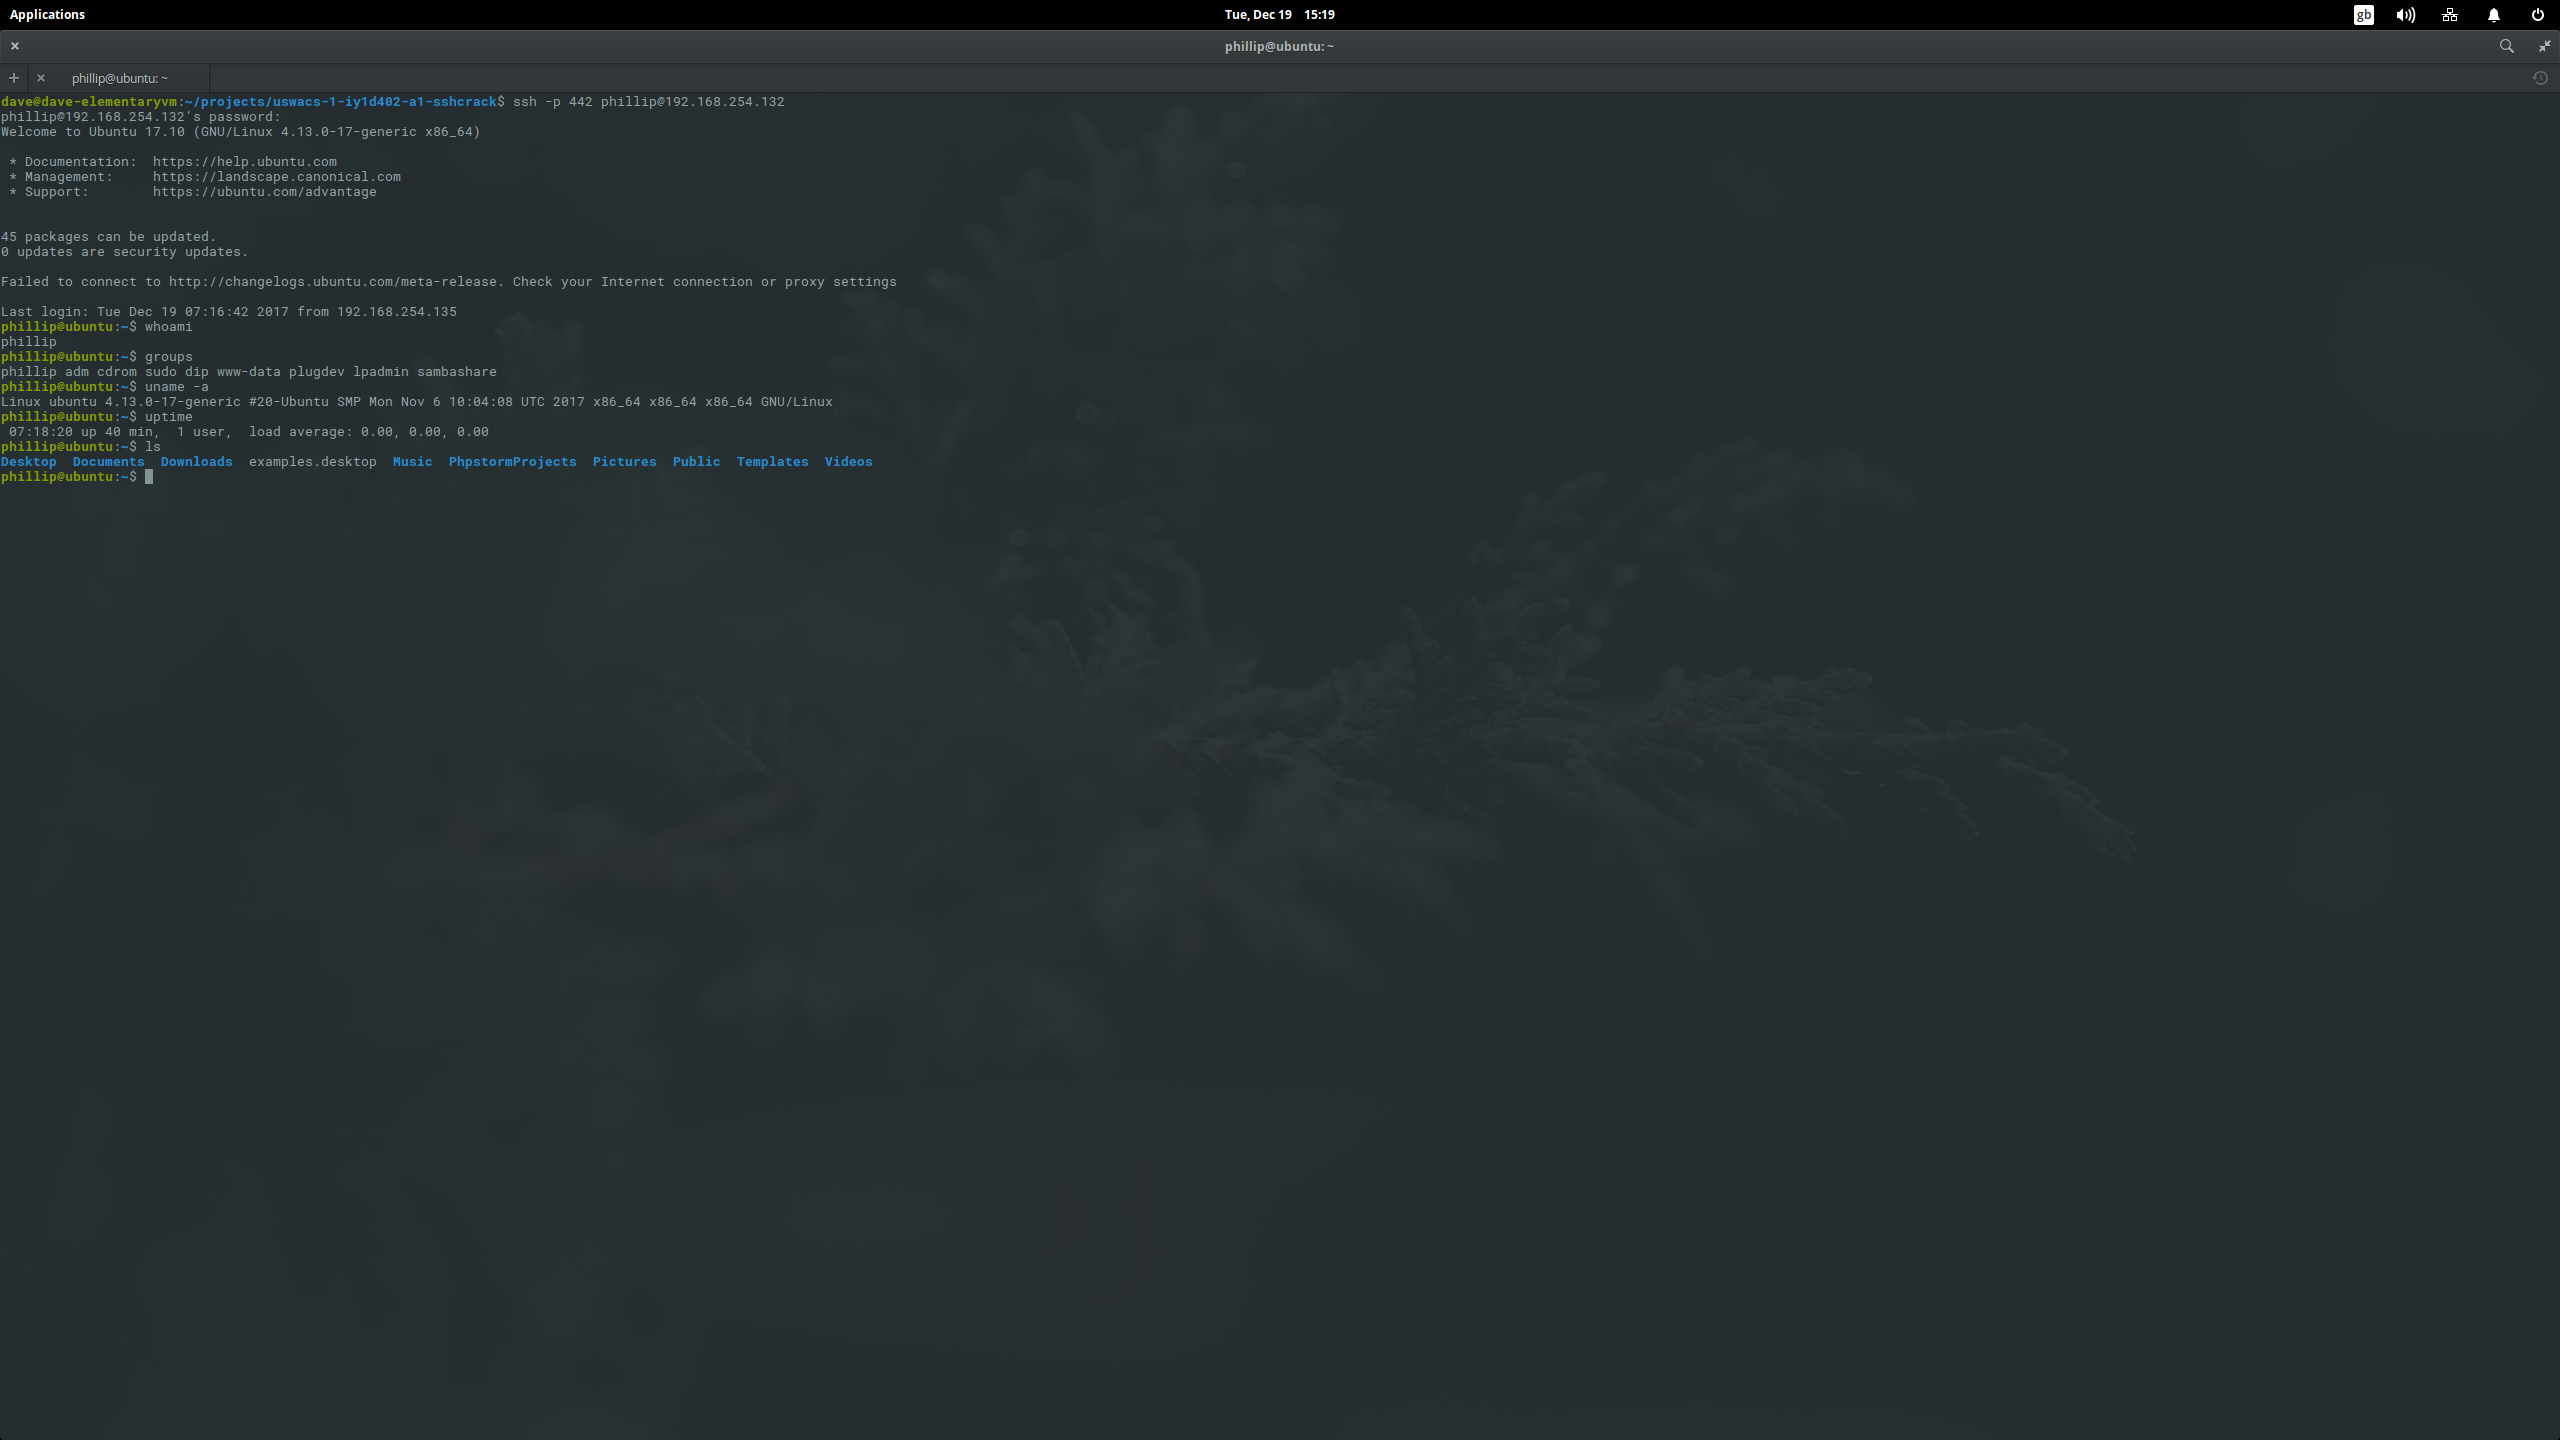 Applications
Tue, Dec 19 15:19
gb
phillip@ubuntu: ~
phillip@ubuntu: ~
dave@dave-elementaryvm:~/projects/uswacs-1-iy1d402-a1-sshcrack$ ssh -p 442 phillip@192.168.254.132
phillip@192.168.254.132's password:
Welcome to Ubuntu 17.10 (GNU/Linux 4.13.0-17-generic x86_64)
* Documentation:  https://help.ubuntu.com
* Management:     https://landscape.canonical.com
* Support:        https://ubuntu.com/advantage
45 packages can be updated.
0 updates are security updates.
Failed to connect to http://changelogs.ubuntu.com/meta-release. Check your Internet connection or proxy settings
Last login: Tue Dec 19 07:16:42 2017 from 192.168.254.135
phillip@ubuntu:~$ whoami
phillip
phillip@ubuntu:~$ groups
phillip adm cdrom sudo dip www-data plugdev lpadmin sambashare
phillip@ubuntu:~$ uname -a
Linux ubuntu 4.13.0-17-generic #20-Ubuntu SMP Mon Nov 6 10:04:08 UTC 2017 x86_64 x86_64 x86_64 GNU/Linux
phillip@ubuntu:~$ uptime
07:18:20 up 40 min,  1 user,  load average: 0.00, 0.00, 0.00
phillip@ubuntu:~$ ls
Desktop  Documents  Downloads  examples.desktop  Music  PhpstormProjects  Pictures  Public  Templates  Videos
phillip@ubuntu:~$